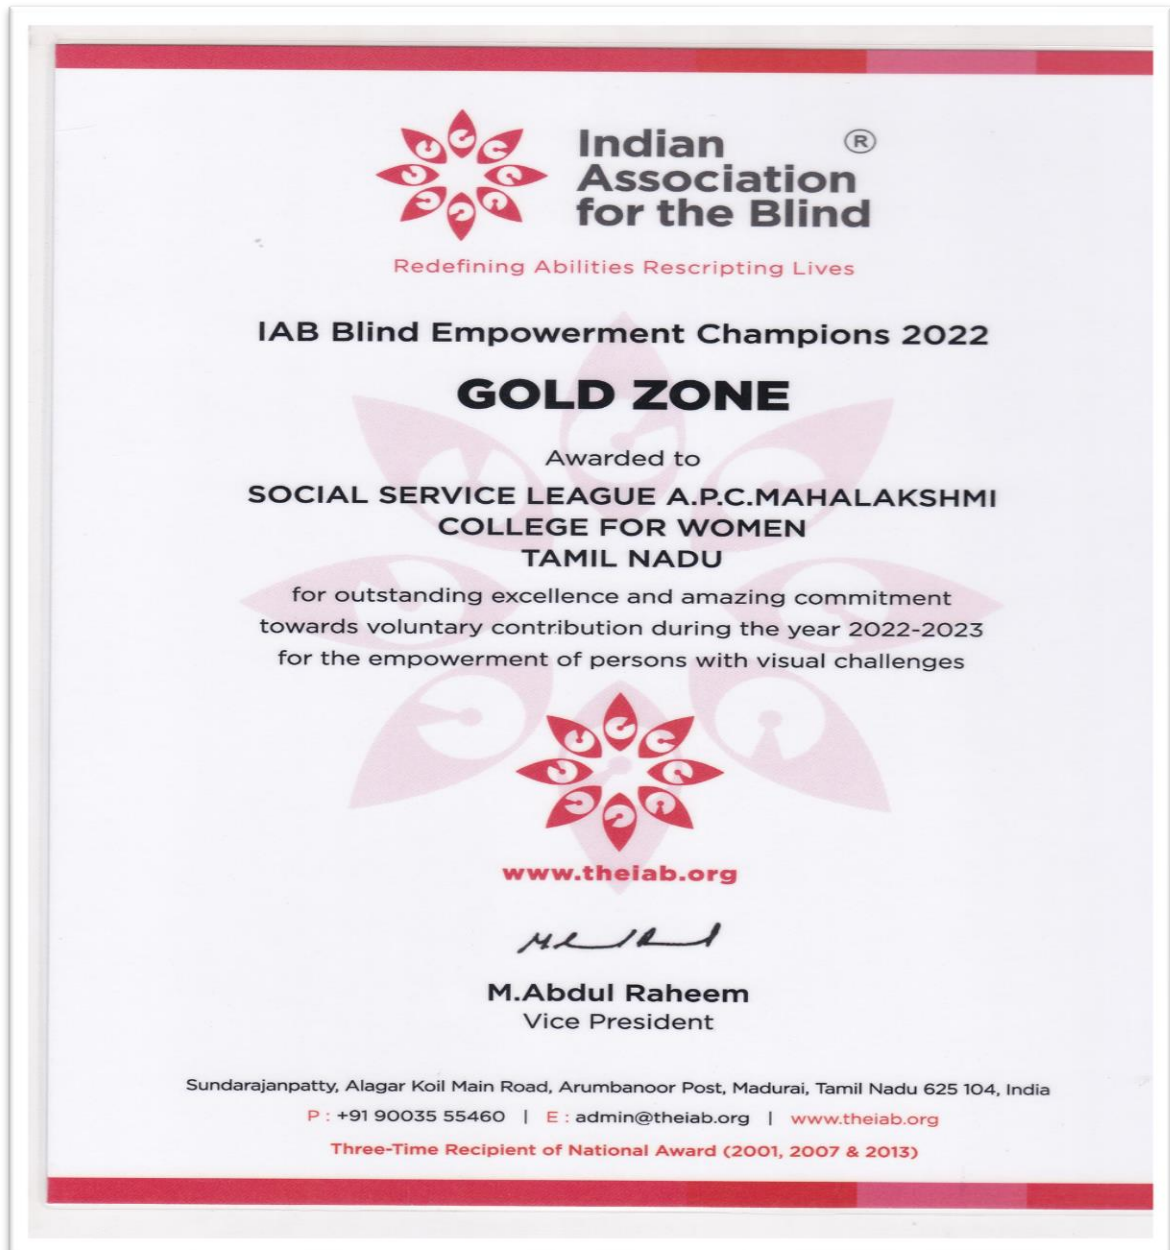 Indian ®
Association
for the Blind
Redefining Abilities Rescripting Lives
IAB Blind Empowerment Champions 2022
GOLD ZONE
Awarded to
SOCIAL SERVICE LEAGUE A.P.C.MAHALAKSHMI
COLLEGE FOR WOMEN
TAMIL NADU
for outstanding excellence and amazing commitment
towards voluntary contribution during the year 2022-2023
for the empowerment of persons with visual challenges
www.theiab.org
M.Abdul Raheem
Vice President
Sundarajanpatty, Alagar Koil Main Road, Arumbanoor Post, Madurai, Tamil Nadu 625 104, India
P : +91 90035 55460 | E : admin@theiab.org | www.theiab.org
Three-Time Recipient of National Award (2001, 2007 & 2013)